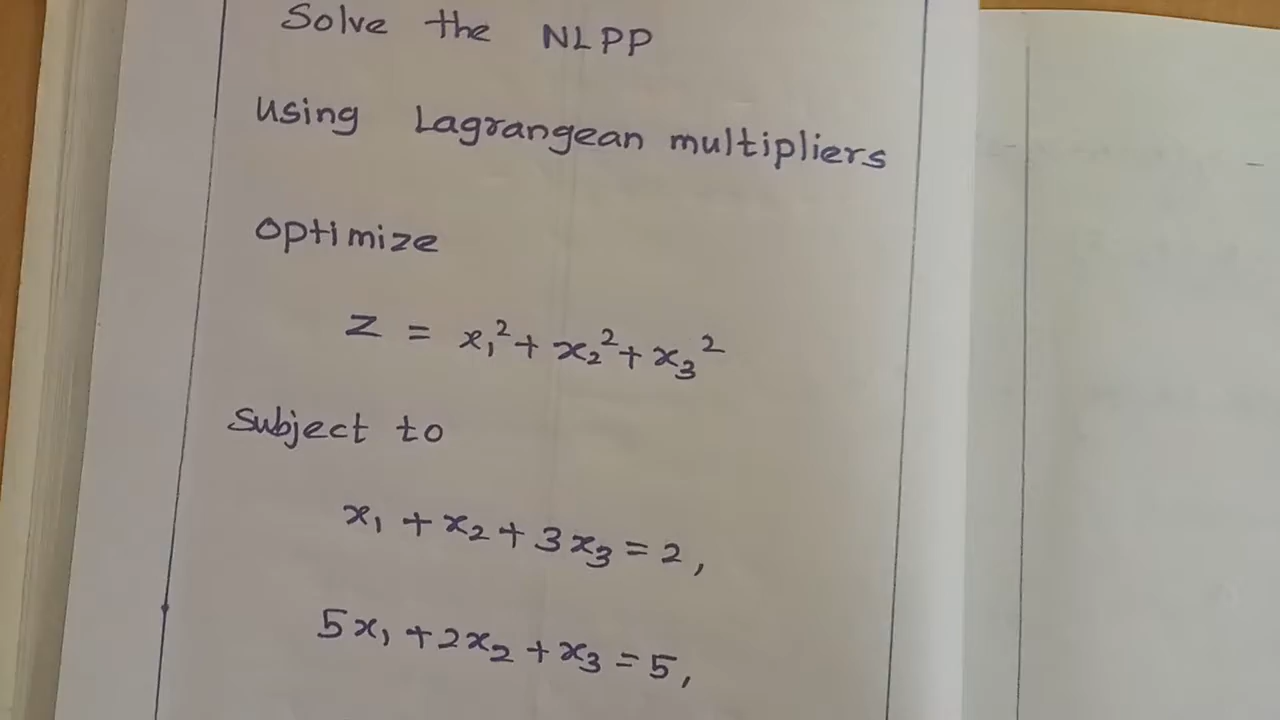 Solve the NLPP
using Lagrangean multipliers
optimize
Z = x₁² + x₂² + x₃²
Subject to
x₁ + x₂ + 3x₃ = 2,
5x₁ + 2x₂ + x₃ = 5,